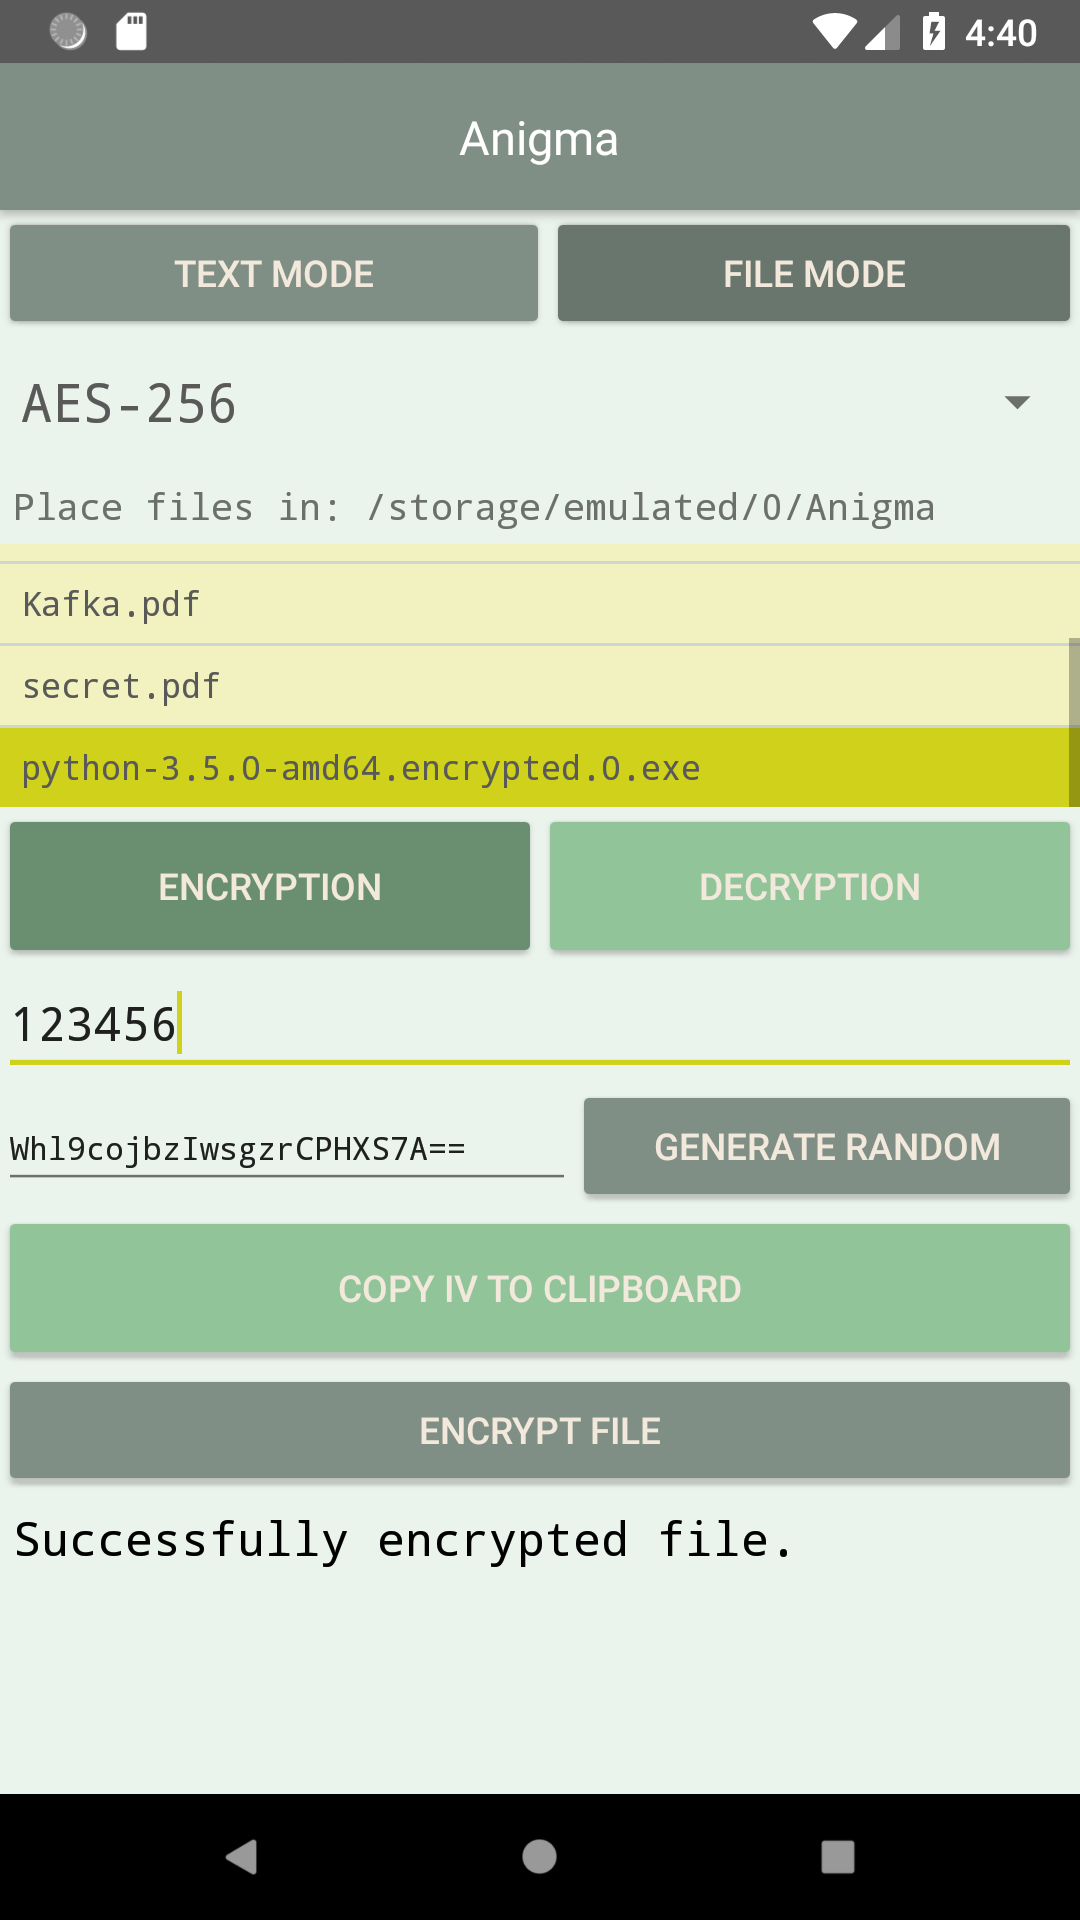 4:40
Anigma
TEXT MODE
FILE MODE
AES-256
Place files in: /storage/emulated/0/Anigma
Kafka.pdf
secret.pdf
python-3.5.0-amd64.encrypted.0.exe
ENCRYPTION
DECRYPTION
123456
Whl9cojbzIwsgzrCPHXS7A==
GENERATE RANDOM
COPY IV TO CLIPBOARD
ENCRYPT FILE
Successfully encrypted file.